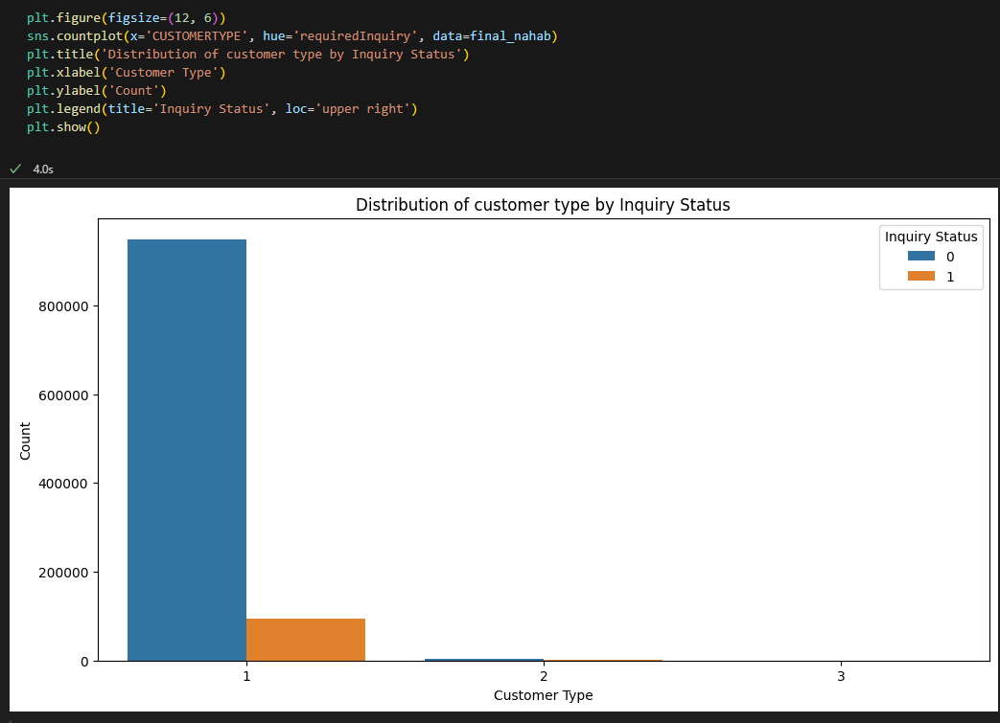 plt.figure(figsize=(12, 6))
sns.countplot(x='CUSTOMERTYPE', hue='requiredInquiry', data=final_nahab)
plt.title('Distribution of customer type by Inquiry Status')
plt.xlabel('Customer Type')
plt.ylabel('Count')
plt.legend(title='Inquiry Status', loc='upper right')
plt.show()
4.0s
Distribution of customer type by Inquiry Status
Inquiry Status
0
1
800000
600000
400000
200000
0
Count
1 2 3
Customer Type